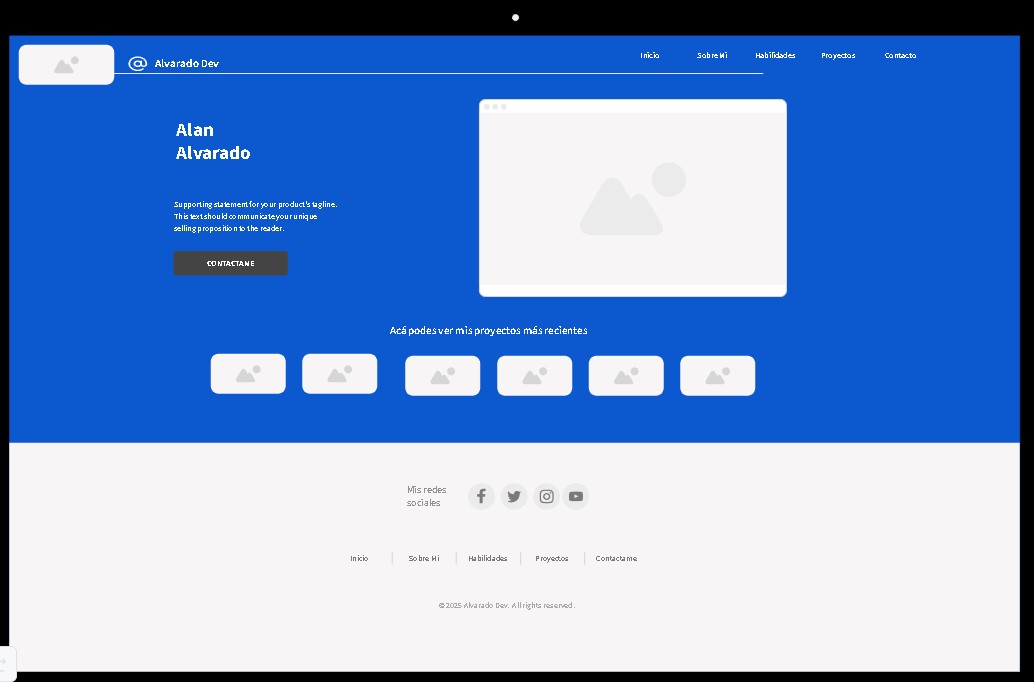 @ Alvarado Dev
Inicio
Sobre Mi
Habilidades
Proyectos
Contacto
Alan
Alvarado
Supporting statement for your product's tagline.
This text should communicate your unique
selling proposition to the reader.
CONTACTAME
Acá podes ver mis proyectos más recientes
Mis redes
sociales
Inicio
Sobre Mi
Habilidades
Proyectos
Contactame
© 2025 Alvarado Dev. All rights reserved.